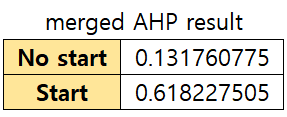 merged AHP result
No start 0.131760775
Start 0.618227505